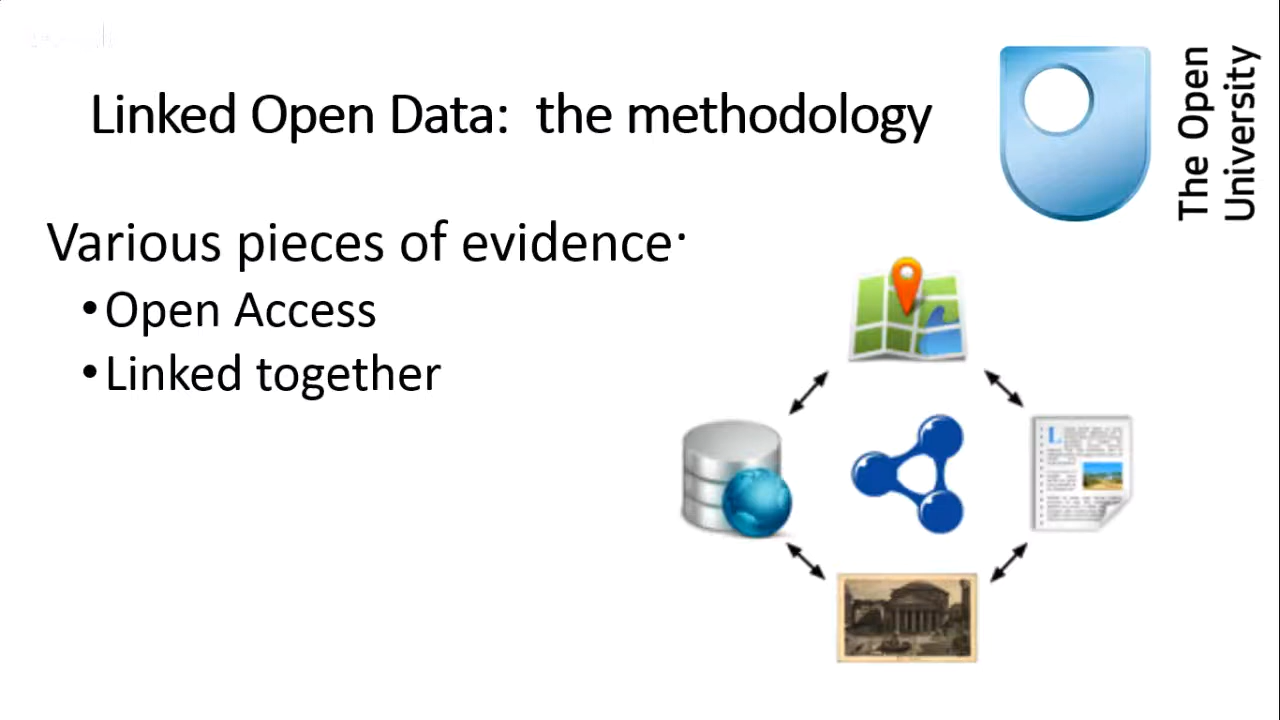 Linked Open Data: the methodology
The Open
University
Various pieces of evidence:
•Open Access
•Linked together
L